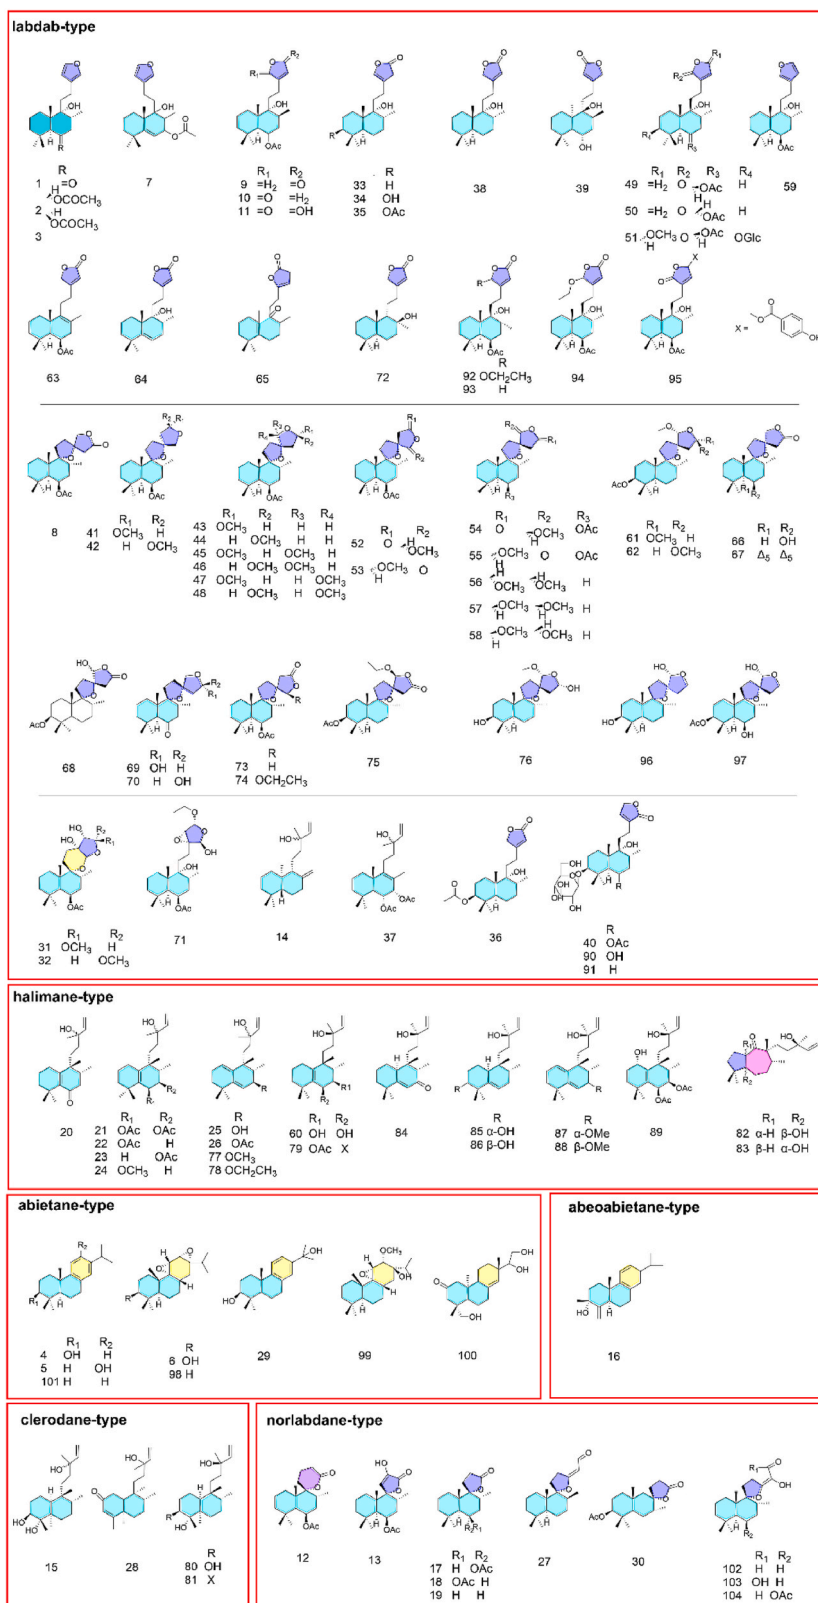 labdab-type
R
1 =O
2 OCOCH₃
3 OCOCH₃
7
R₁ R₂
9 =H₂ =O
10 =O =H₂
11 =O =OH
R
33 H
34 OH
35 OAc
38
39
R₁ R₂ R₃ R₄
49 =H₂ O OAc H
50 =H₂ O OAc H
51 OCH₃ O OAc OGlc
59
63
64
65
72
R
92 OCH₂CH₃
93 H
94
95
X =
8
R₁ R₂
41 OCH₃ H
42 H OCH₃
R₁ R₂ R₃ R₄
43 OCH₃ H H H
44 H OCH₃ H H
45 OCH₃ H OCH₃ H
46 H OCH₃ OCH₃ H
47 OCH₃ H H OCH₃
48 H OCH₃ H OCH₃
R₁ R₂
52 O OCH₃
53 OCH₃ O
R₁ R₂ R₃
54 O OCH₃ OAc
55 OCH₃ O OAc
56 OCH₃ OCH₃ H
57 OCH₃ OCH₃ H
58 OCH₃ OCH₃ H
R₁ R₂
61 OCH₃ H
62 H OCH₃
R₁ R₂
66 H OH
67 Δ₅ Δ₅
68
R₁ R₂
69 OH H
70 H OH
R
73 H
74 OCH₂CH₃
75
76
96
97
R₁ R₂
31 OCH₃ H
32 H OCH₃
71
14
37
36
R
40 OAc
90 OH
91 H
halimane-type
20
R₁ R₂
21 OAc OAc
22 OAc H
23 H OAc
24 OCH₃ H
R
25 OH
26 OAc
77 OCH₃
78 OCH₂CH₃
R₁ R₂
60 OH OH
79 OAc X
84
R
85 α-OH
86 β-OH
R
87 α-OMe
88 β-OMe
89
R₁ R₂
82 α-H β-OH
83 β-H α-OH
abietane-type
R₁ R₂
4 OH H
5 H OH
101 H H
R
6 OH
98 H
29
99
100
abeoabietane-type
16
clerodane-type
15
28
R
80 OH
81 X
norlabdane-type
12
13
R₁ R₂
17 H OAc
18 OAc H
19 H H
27
30
R₁ R₂
102 H H
103 OH H
104 H OAc